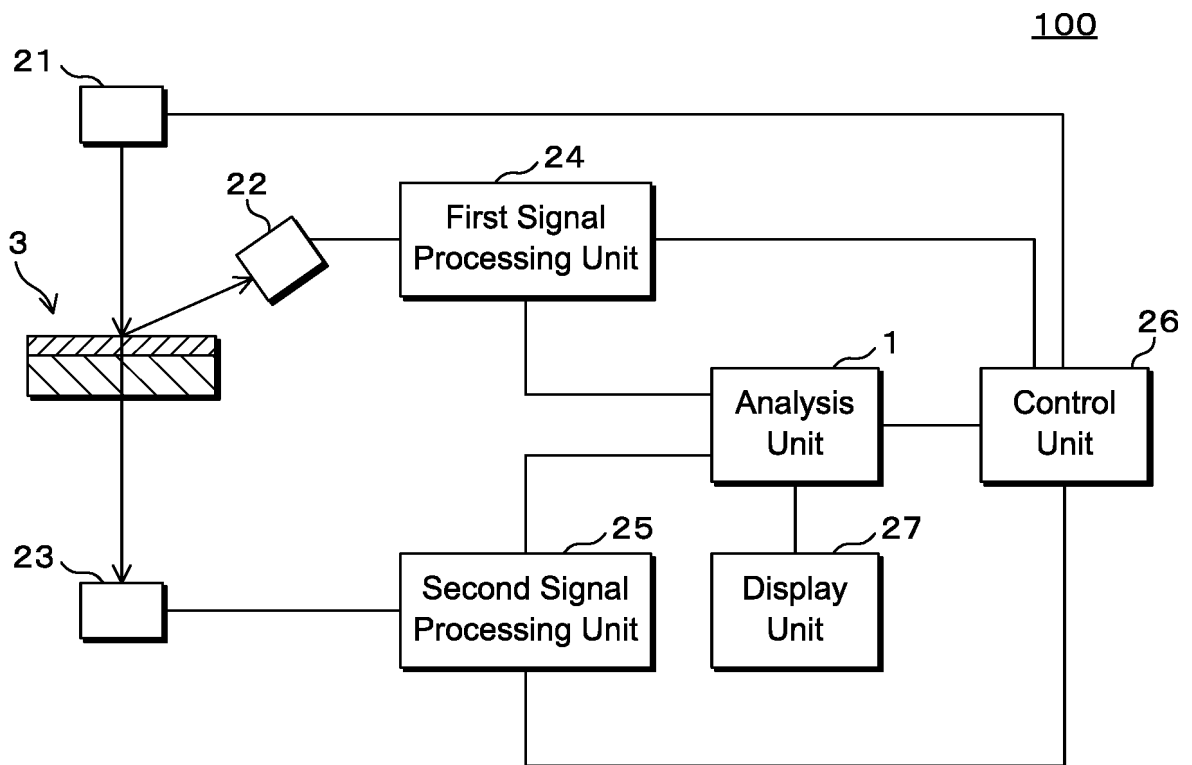 100
21
24
22
First Signal
Processing Unit
3
1
26
Analysis
Unit
Control
Unit
23
25
27
Second Signal
Processing Unit
Display
Unit